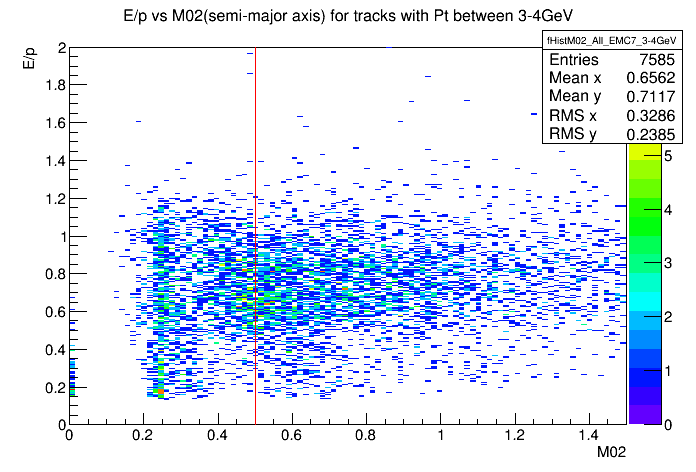 E/p vs M02(semi-major axis) for tracks with Pt between 3-4GeV
fHistM02_All_EMC7_3-4GeV
Entries 7585
Mean x 0.6562
Mean y 0.7117
RMS x 0.3286
RMS y 0.2385
E/p
2
1.8
1.6
1.4
1.2
1
0.8
0.6
0.4
0.2
0
0 0.2 0.4 0.6 0.8 1 1.2 1.4
M02
5
4
3
2
1
0